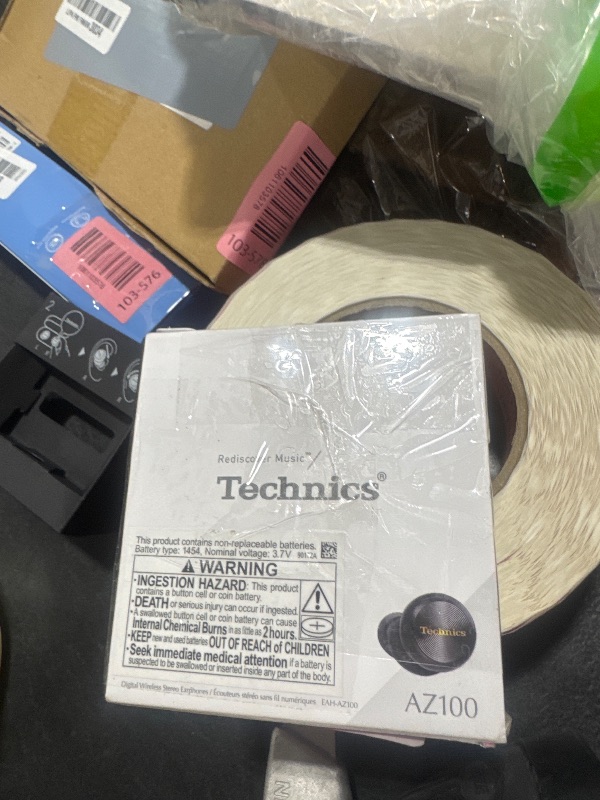 103-576
103-57
2
Rediscover Music™
Technics®
This product contains non-replaceable batteries.
Battery type: 1454, Nominal voltage: 3.7V
WARNING
•INGESTION HAZARD: This product
contains a button cell or coin battery.
•DEATH or serious injury can occur if ingested.
•A swallowed button cell or coin battery can cause
Internal Chemical Burns in as little as 2 hours.
•KEEP new and used batteries OUT OF REACH of CHILDREN
•Seek immediate medical attention if a battery is
suspected to be swallowed or inserted inside any part of the body.
Technics
Digital Wireless Stereo Earphones / Écouteurs stéréo sans fil numériques EAH-AZ100
AZ100